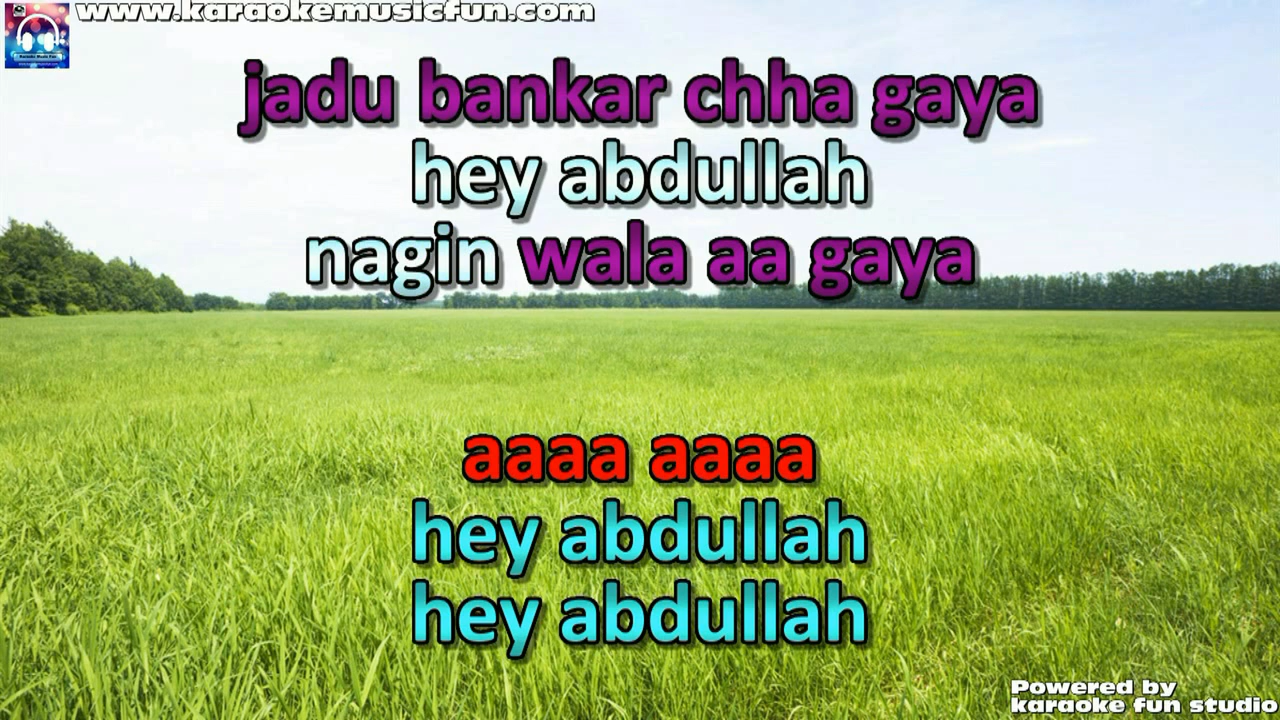 www.karaokemusicfun.com
jadu bankar chha gaya
hey abdullah
nagin wala aa gaya
aaaa aaaa
hey abdullah
hey abdullah
Powered by
karaoke fun studio